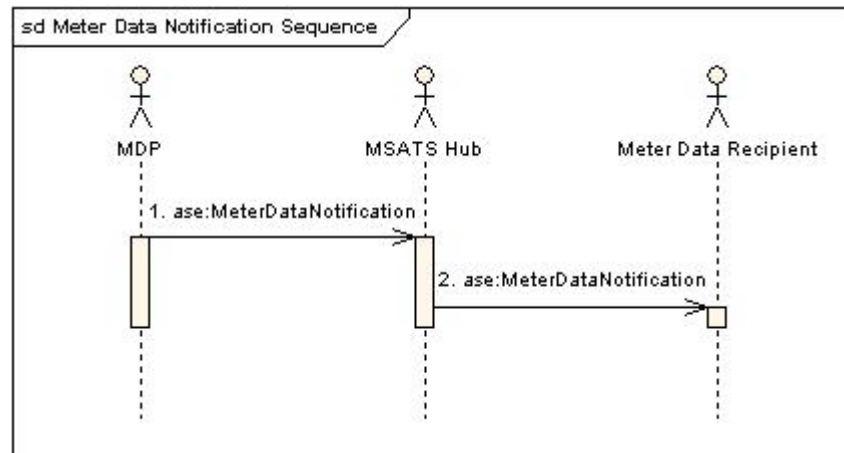 sd Meter Data Notification Sequence
MDP
MSATS Hub
Meter Data Recipient
1. ase:MeterDataNotification
2. ase:MeterDataNotification